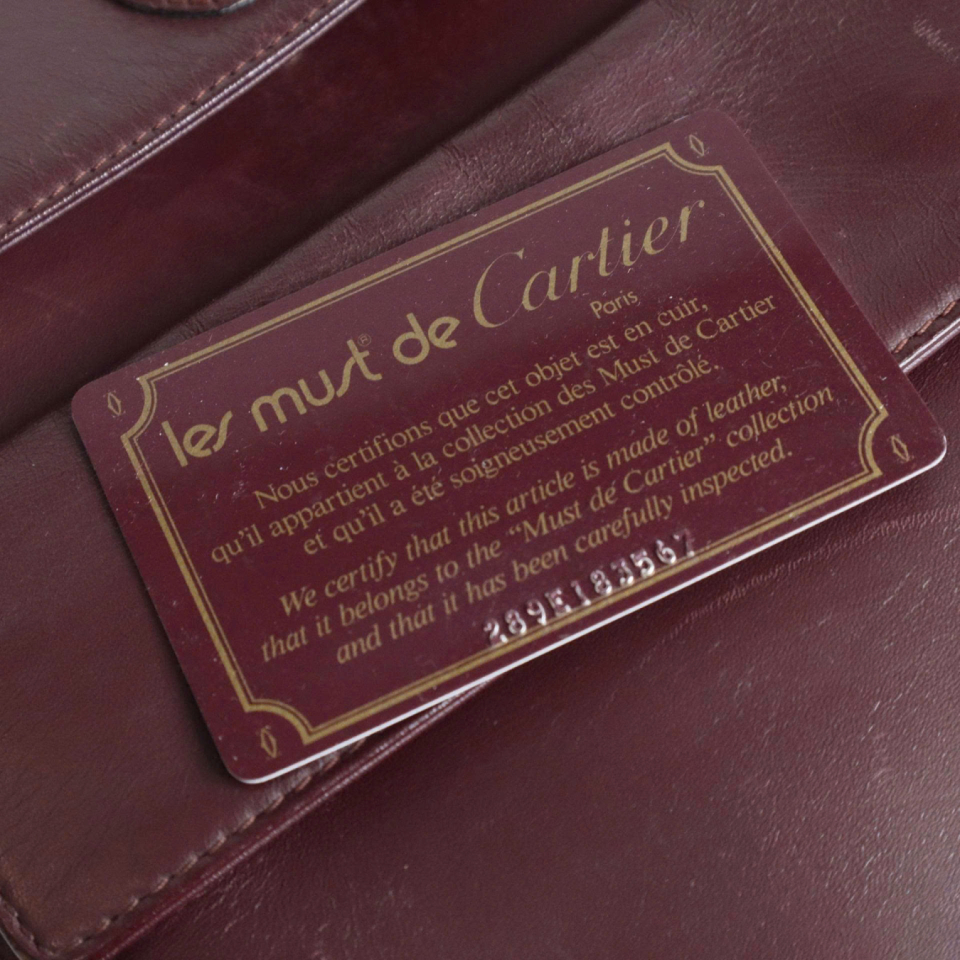 les must® de Cartier
Paris
Nous certifions que cet objet est en cuir,
qu'il appartient à la collection des Must de Cartier
et qu'il a été soigneusement contrôlé.
We certify that this article is made of leather,
that it belongs to the “Must de Cartier” collection
and that it has been carefully inspected.
289E183567